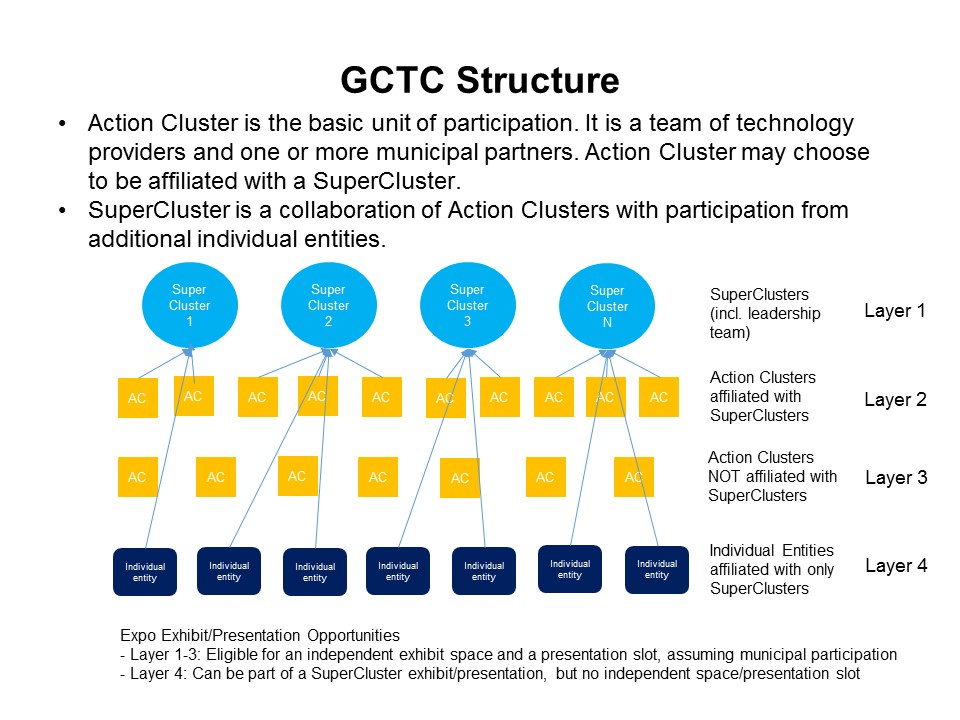 GCTC Structure
• Action Cluster is the basic unit of participation. It is a team of technology
providers and one or more municipal partners. Action Cluster may choose
to be affiliated with a SuperCluster.
• SuperCluster is a collaboration of Action Clusters with participation from
additional individual entities.
Super
Cluster
1
Super
Cluster
2
Super
Cluster
3
Super
Cluster
N
SuperClusters
(incl. leadership
team)
Layer 1
AC
AC
AC
AC
AC
AC
AC
AC
AC
AC
Action Clusters
affiliated with
SuperClusters
Layer 2
AC
AC
AC
AC
AC
AC
AC
Action Clusters
NOT affiliated with
SuperClusters
Layer 3
Individual
entity
Individual
entity
Individual
entity
Individual
entity
Individual
entity
Individual
entity
Individual
entity
Individual Entities
affiliated with only
SuperClusters
Layer 4
Expo Exhibit/Presentation Opportunities
- Layer 1-3: Eligible for an independent exhibit space and a presentation slot, assuming municipal participation
- Layer 4: Can be part of a SuperCluster exhibit/presentation, but no independent space/presentation slot